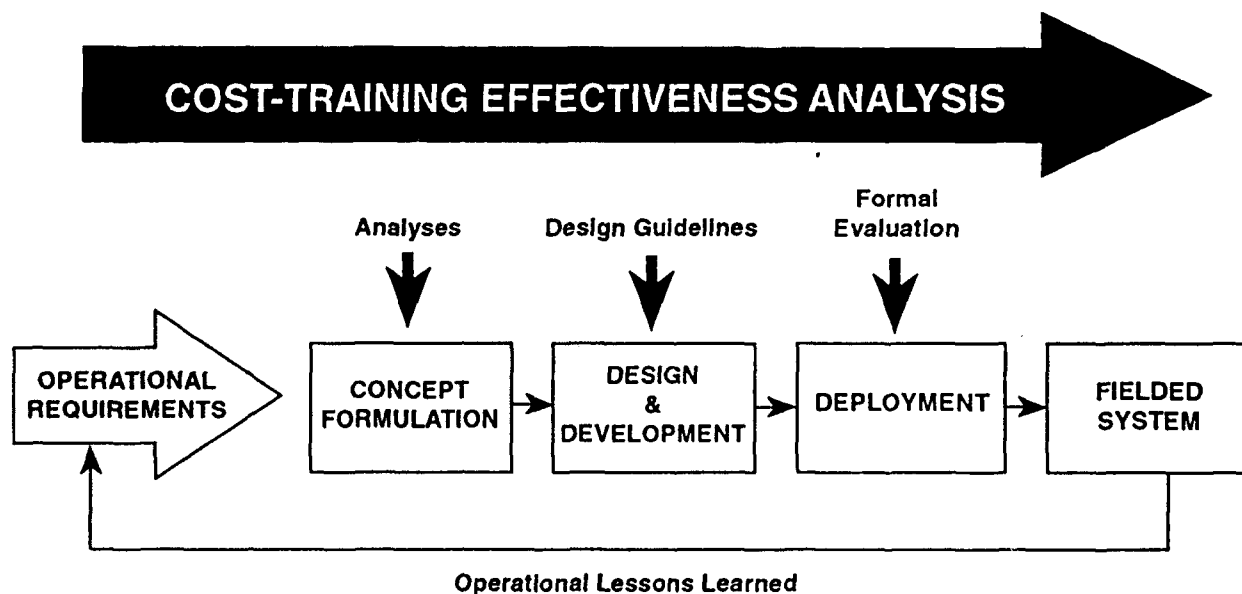 COST-TRAINING EFFECTIVENESS ANALYSIS
Analyses
Design Guidelines
Formal
Evaluation
OPERATIONAL
REQUIREMENTS
CONCEPT
FORMULATION
DESIGN
&
DEVELOPMENT
DEPLOYMENT
FIELDED
SYSTEM
Operational Lessons Learned